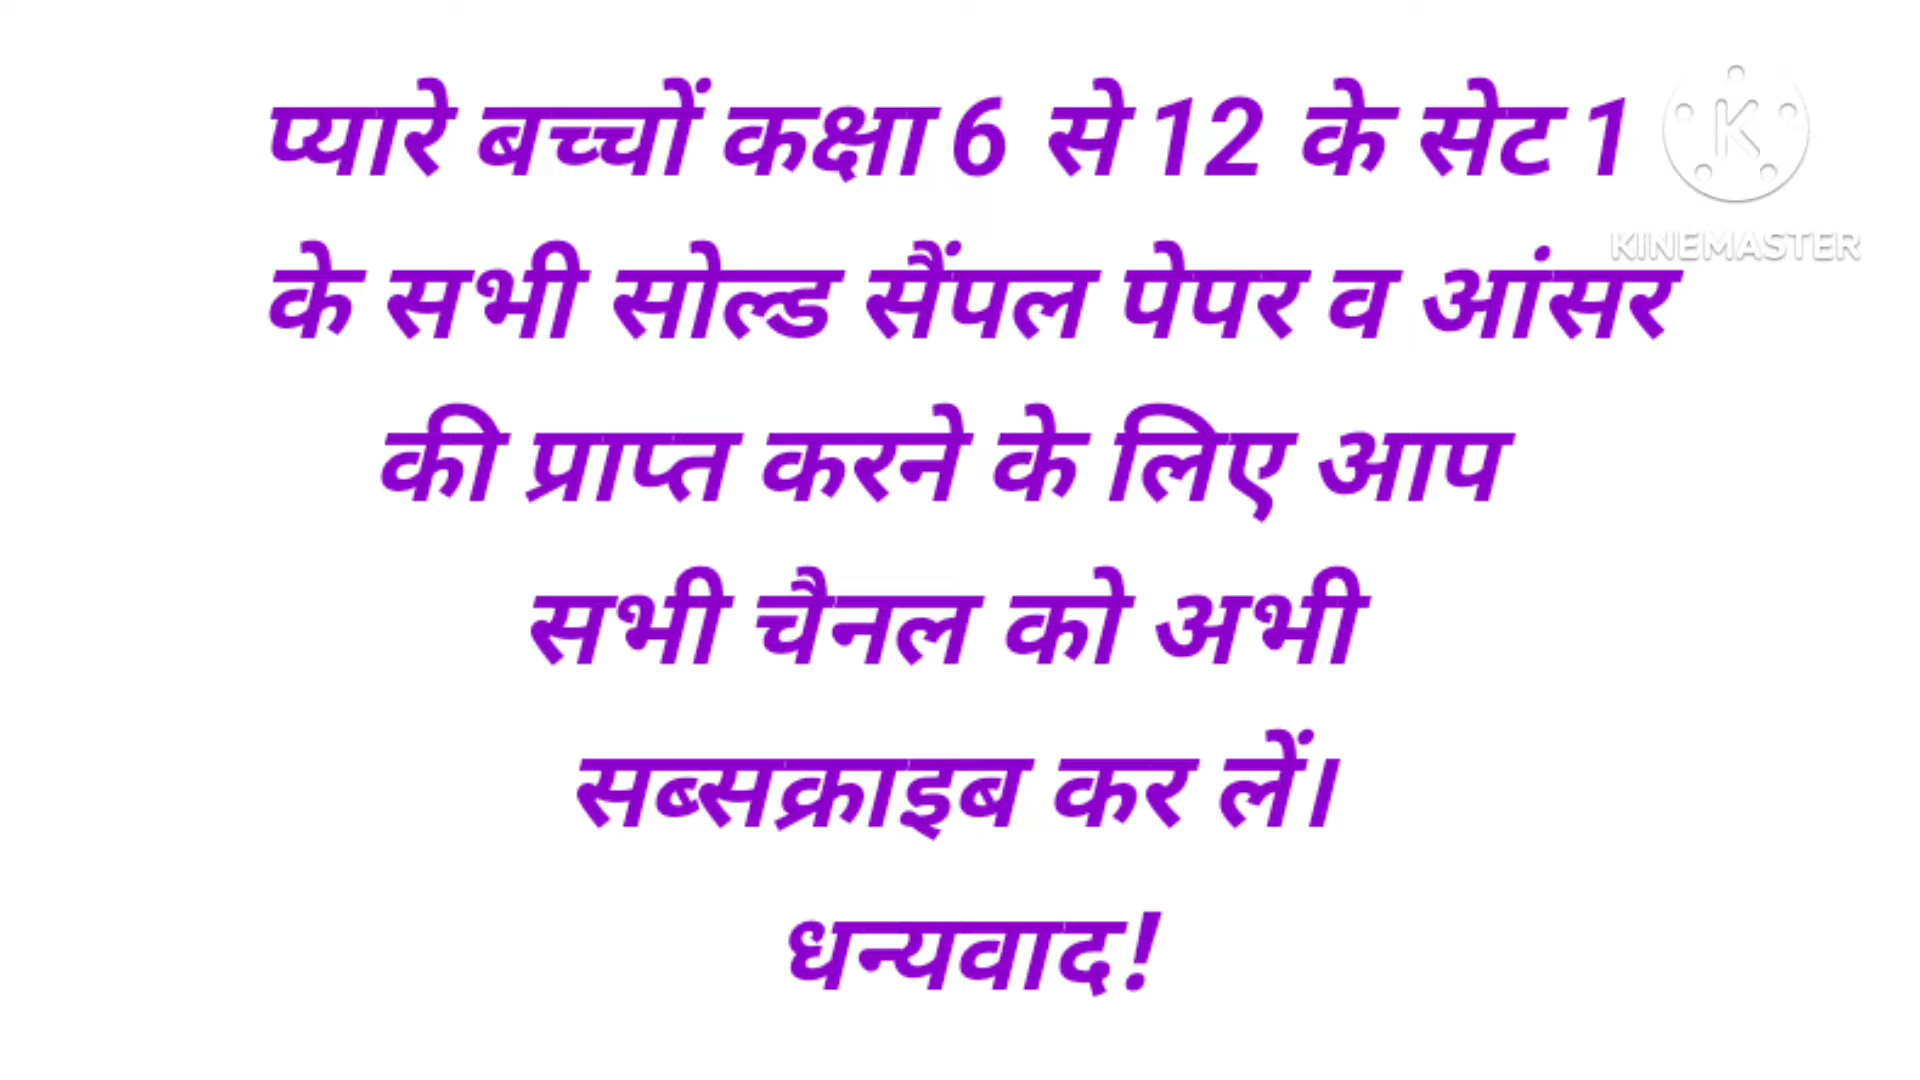 प्यारे बच्चों कक्षा 6 से 12 के सेट 1
के सभी सोल्ड सैंपल पेपर व आंसर
की प्राप्त करने के लिए आप
सभी चैनल को अभी
सब्सक्राइब कर लें।
धन्यवाद!
K
KINEMASTER